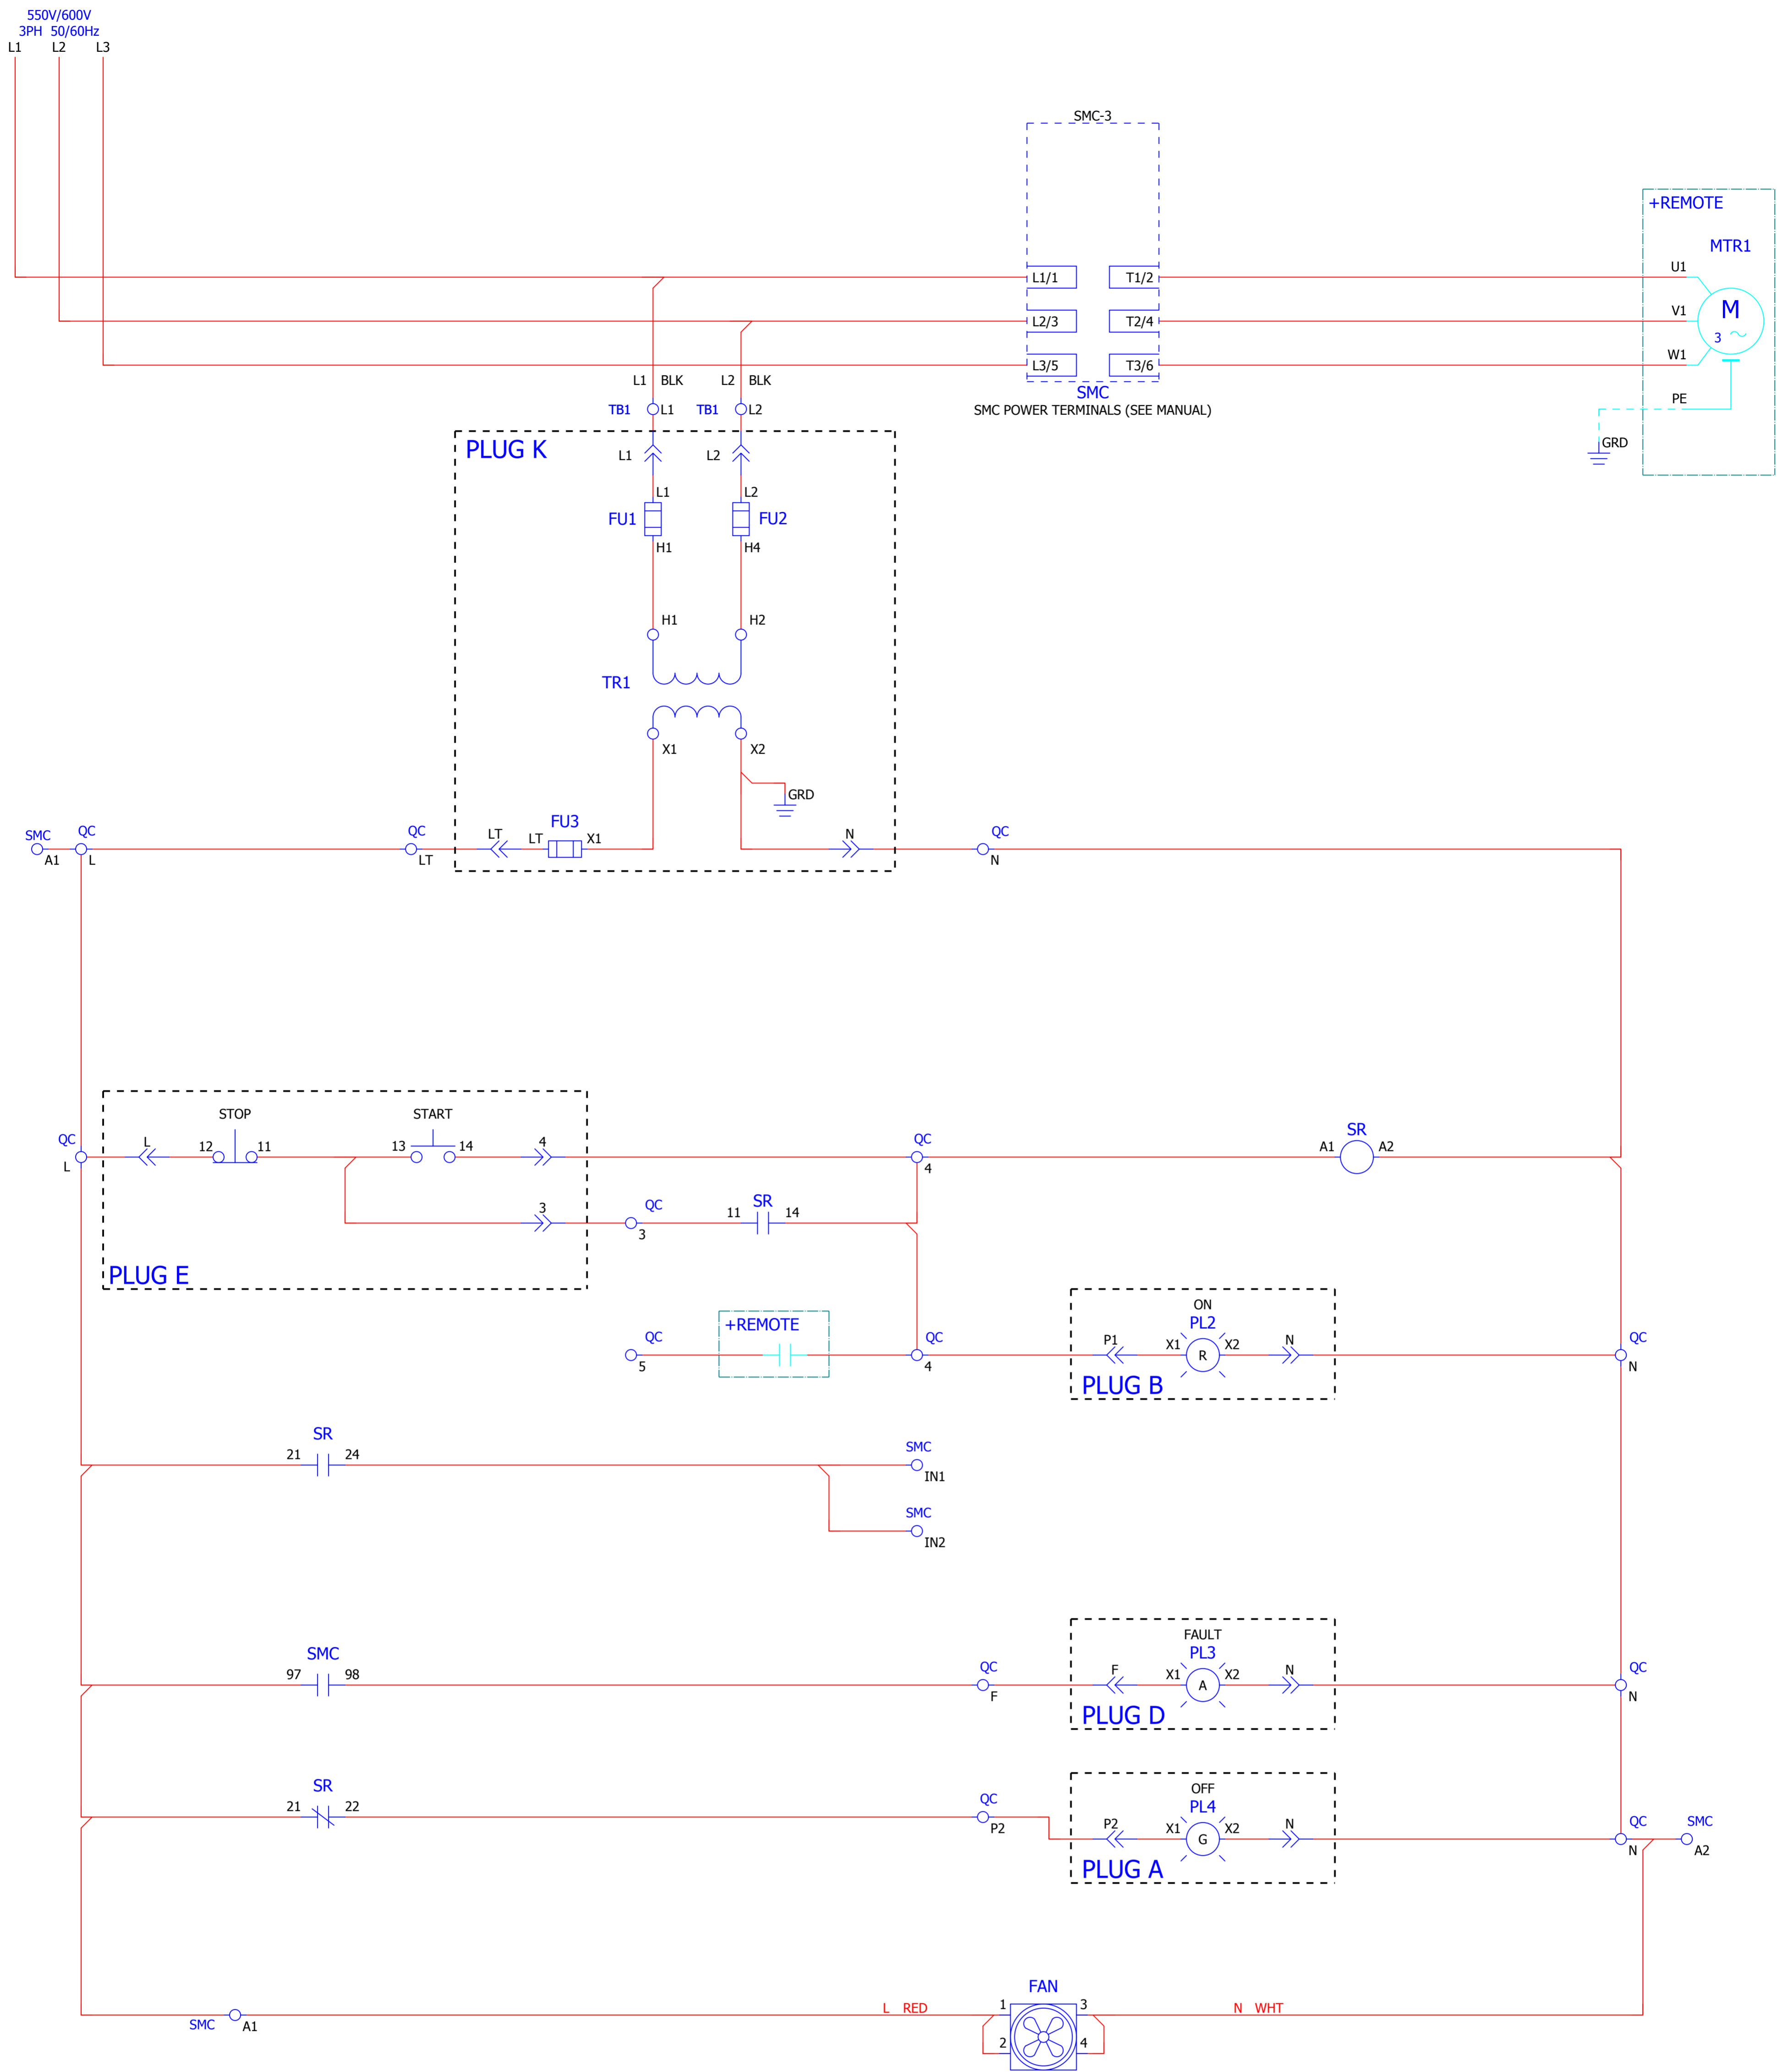 550V/600V
3PH 50/60Hz
L1 L2 L3
SMC-3
+REMOTE
MTR1
L1/1 T1/2 U1
L2/3 T2/4 V1 M
3
L3/5 T3/6 W1
L1 BLK L2 BLK
SMC
PE
TB1 L1 TB1 L2
SMC POWER TERMINALS (SEE MANUAL)
GRD
PLUG K
L1 L2
L1 L2
FU1 FU2
H1 H4
H1 H2
TR1
X1 X2
GRD
FU3
SMC QC QC LT LT X1 N QC
A1 L LT N
STOP START
QC L 12 11 13 14 4 QC SR
A1 A2
L 4
3 QC 11 SR 14
3
PLUG E
ON
+REMOTE
PL2
QC QC P1 X1 X2 N QC
R
5 4 N
PLUG B
SR
21 24 SMC
IN1
SMC
IN2
FAULT
SMC PL3
97 98 QC F X1 X2 N QC
A
F N
PLUG D
SR OFF
21 22 QC PL4
P2 P2 X1 X2 N QC SMC
G
N A2
PLUG A
FAN
L RED 1 3 N WHT
SMC A1
2 4